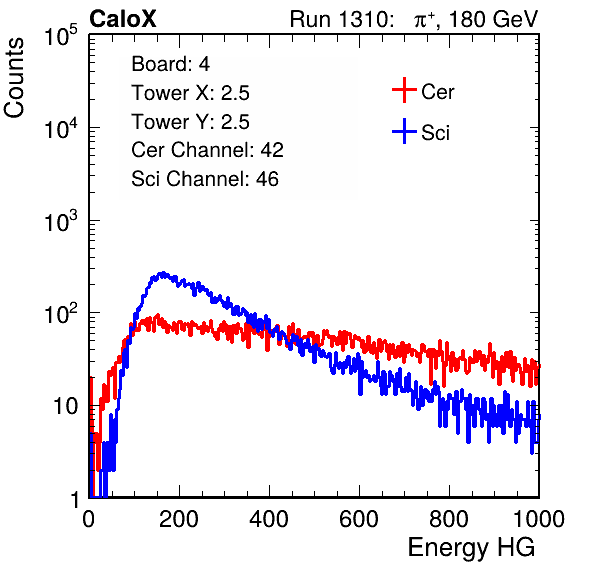 CaloX Run 1310: π⁺, 180 GeV
Counts
10⁵
10⁴
10³
10²
10
1
Board: 4
Tower X: 2.5
Tower Y: 2.5
Cer Channel: 42
Sci Channel: 46
Cer
Sci
0 200 400 600 800 1000
Energy HG